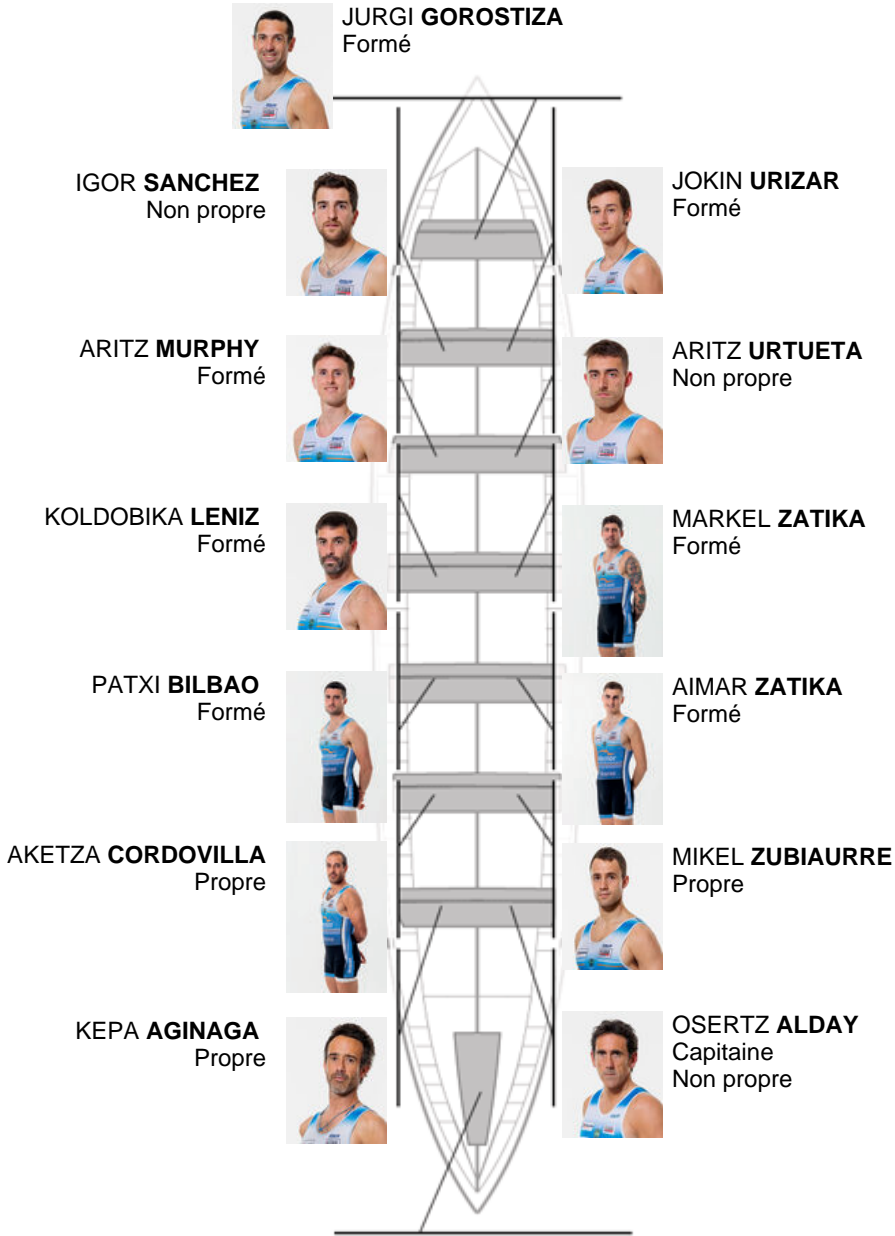 JURGI GOROSTIZA
Formé
IGOR SANCHEZ
Non propre
JOKIN URIZAR
Formé
ARITZ MURPHY
Formé
ARITZ URTUETA
Non propre
KOLDOBIKA LENIZ
Formé
MARKEL ZATIKA
Formé
PATXI BILBAO
Formé
AIMAR ZATIKA
Formé
AKETZA CORDOVILLA
Propre
MIKEL ZUBIAURRE
Propre
KEPA AGINAGA
Propre
OSERTZ ALDAY
Capitaine
Non propre